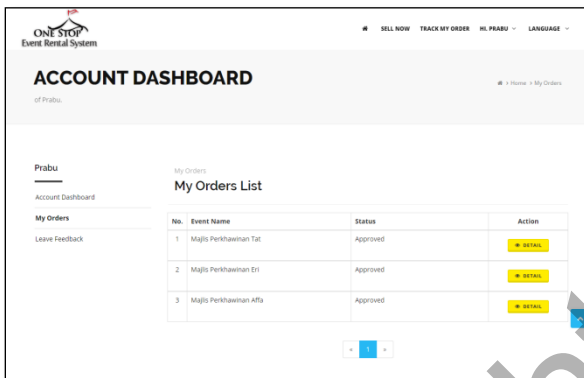 ONE STOP
Event Rental System
SELL NOW TRACK MY ORDER HI, PRABU LANGUAGE
ACCOUNT DASHBOARD
of Prabu.
> Home > My Orders
Prabu
Account Dashboard
My Orders
Leave Feedback
My Orders
My Orders List
No. Event Name Status Action
1 Majlis Perkhawinan Tat Approved DETAIL
2 Majlis Perkhawinan Eri Approved DETAIL
3 Majlis Perkhawinan Affa Approved DETAIL
« 1 »